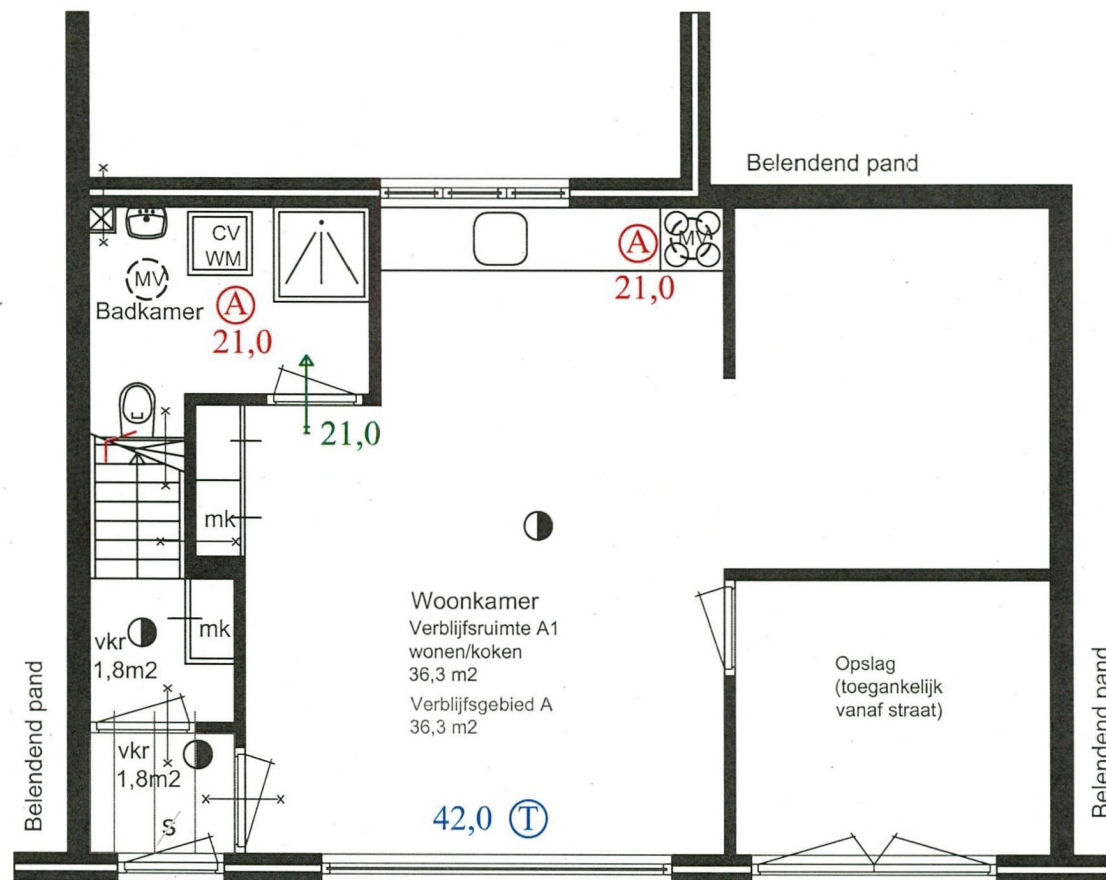 Belendend pand
CV
WM
MV
Badkamer
A
21,0
A
MV
21,0
21,0
mk
Woonkamer
Verblijfsruimte A1
wonen/koken
36,3 m2
Verblijfsgebied A
36,3 m2
vkr
1,8m2
mk
Opslag
(toegankelijk
vanaf straat)
Belendend pand
Belendend pand
vkr
1,8m2
S
42,0 T